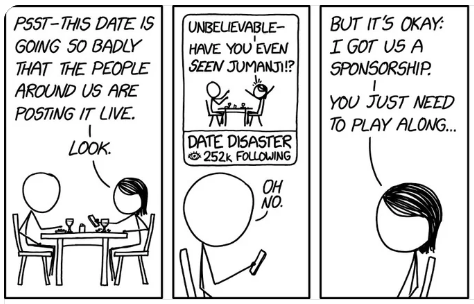 PSST-THIS DATE IS
GOING SO BADLY
THAT THE PEOPLE
AROUND US ARE
POSTING IT LIVE.
LOOK.
UNBELIEVABLE-
HAVE YOU EVEN
SEEN JUMANJI!?
DATE DISASTER
252K FOLLOWING
OH
NO.
BUT IT'S OKAY:
I GOT US A
SPONSORSHIP.
YOU JUST NEED
TO PLAY ALONG...